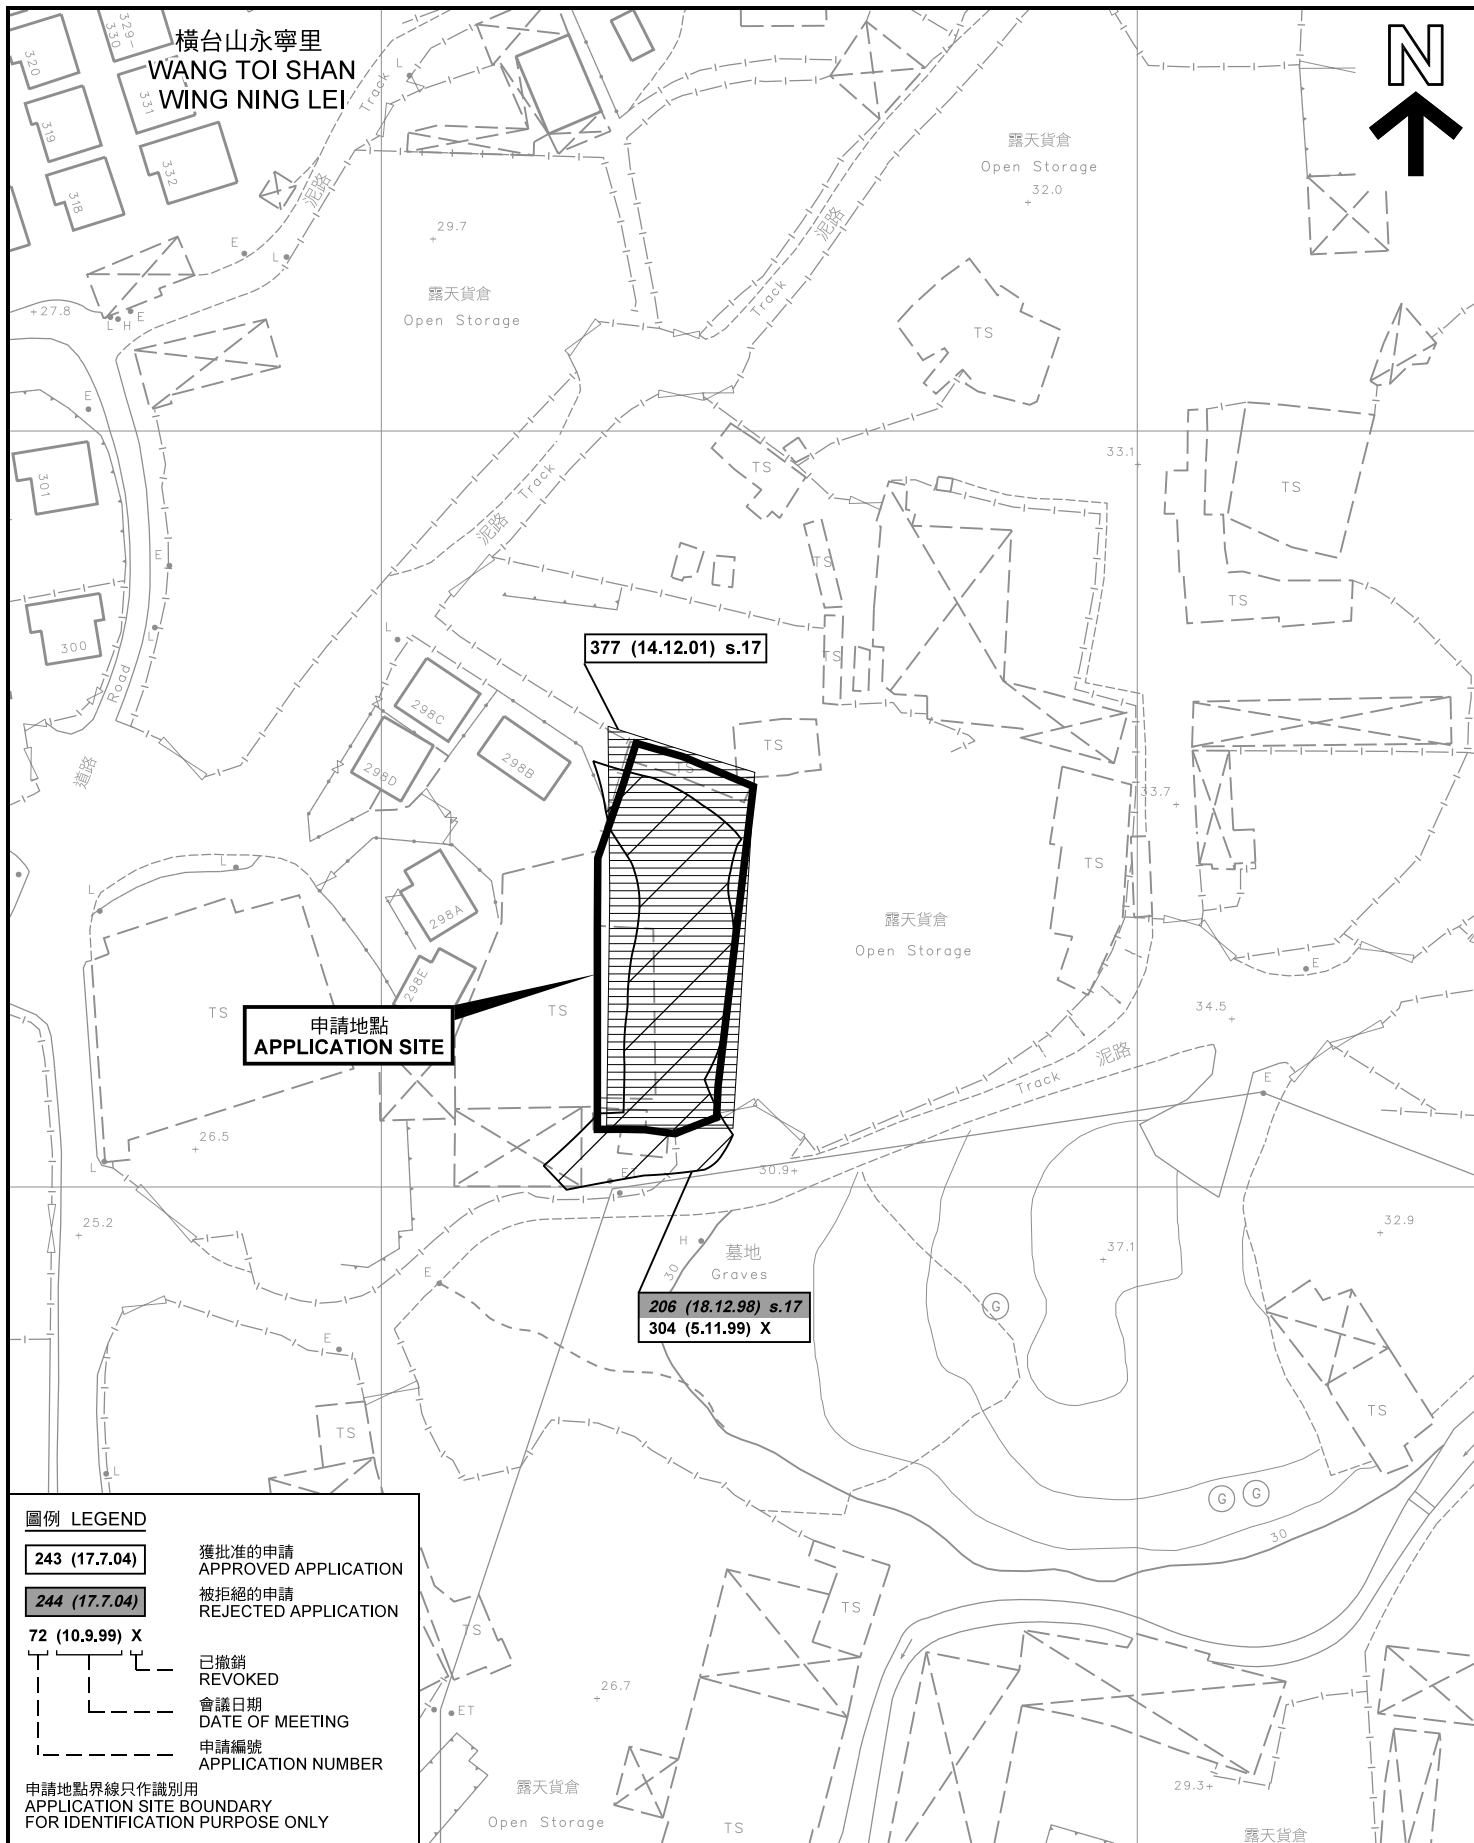 橫台山永寧里
WANG TOI SHAN
WING NING LEI
N
320
329-
330
331
319
332
318
L
Track
泥路
29.7
露天貨倉
Open Storage
32.0
露天貨倉
Open Storage
泥路
Track
E
L
+27.8
L
H
E
TS
E
301
TS
33.1
TS
Track
泥路
E
TS
TS
300
L
L
Road
道路
TS
377 (14.12.01) s.17
298C
298D
298B
TS
TS
33.7
TS
L
L
298A
298E
露天貨倉
Open Storage
E
TS
TS
34.5
申請地點
APPLICATION SITE
泥路
Track
E
26.5
L
30.9+
ET
25.2
H
墓地
Graves
37.1
32.9
E
30
G
206 (18.12.98) s.17
304 (5.11.99) X
E
TS
TS
L
G
G
30
圖例 LEGEND
243 (17.7.04)
獲批准的申請
APPROVED APPLICATION
244 (17.7.04)
被拒絕的申請
REJECTED APPLICATION
72 (10.9.99) X
已撤銷
REVOKED
會議日期
DATE OF MEETING
申請編號
APPLICATION NUMBER
申請地點界線只作識別用
APPLICATION SITE BOUNDARY
FOR IDENTIFICATION PURPOSE ONLY
TS
TS
26.7
ET
露天貨倉
Open Storage
TS
29.3+
露天貨倉